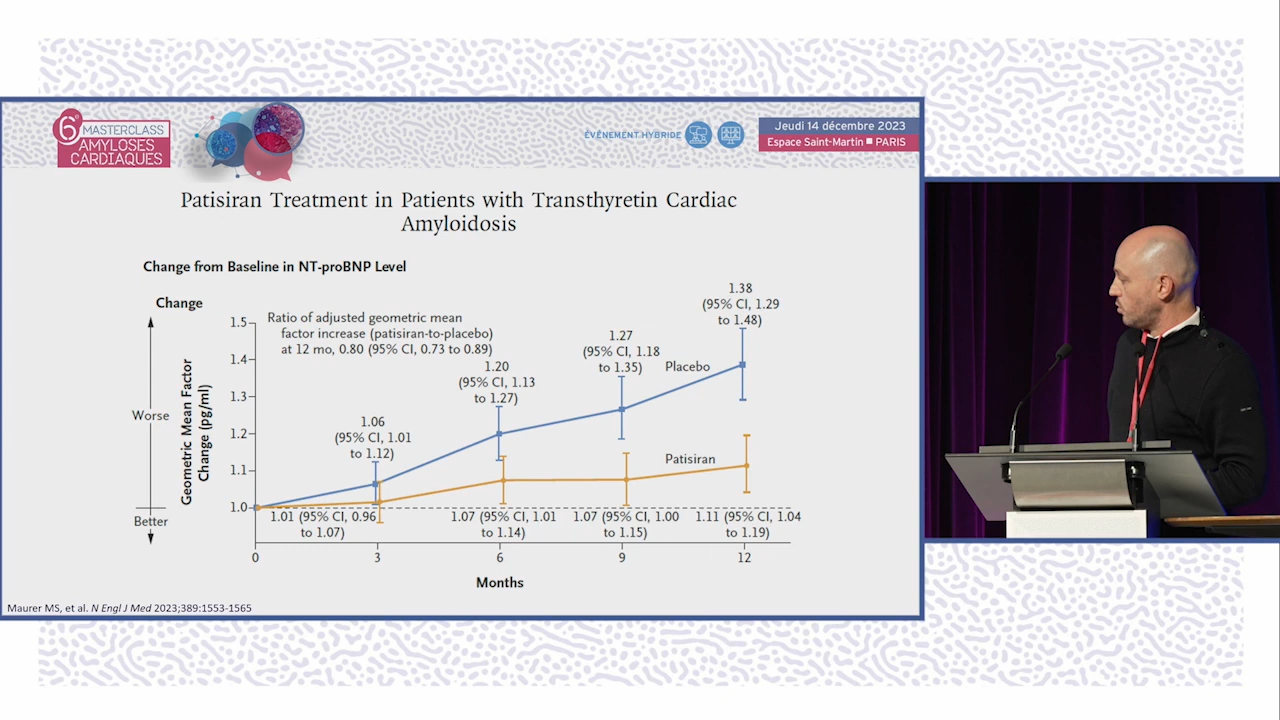 6e MASTERCLASS
AMYLOSES
CARDIAQUES
ÉVÉNEMENT HYBRIDE
Jeudi 14 décembre 2023
Espace Saint-Martin ■ PARIS
Patisiran Treatment in Patients with Transthyretin Cardiac
Amyloidosis
Change from Baseline in NT-proBNP Level
Change
Worse
Better
Geometric Mean Factor
Change (pg/ml)
1.5
1.4
1.3
1.2
1.1
1.0
Ratio of adjusted geometric mean
factor increase (patisiran-to-placebo)
at 12 mo, 0.80 (95% CI, 0.73 to 0.89)
1.06
(95% CI, 1.01
to 1.12)
1.20
(95% CI, 1.13
to 1.27)
1.27
(95% CI, 1.18
to 1.35)
1.38
(95% CI, 1.29
to 1.48)
Placebo
Patisiran
1.01 (95% CI, 0.96
to 1.07)
1.07 (95% CI, 1.01
to 1.14)
1.07 (95% CI, 1.00
to 1.15)
1.11 (95% CI, 1.04
to 1.19)
0 3 6 9 12
Months
Maurer MS, et al. N Engl J Med 2023;389:1553-1565